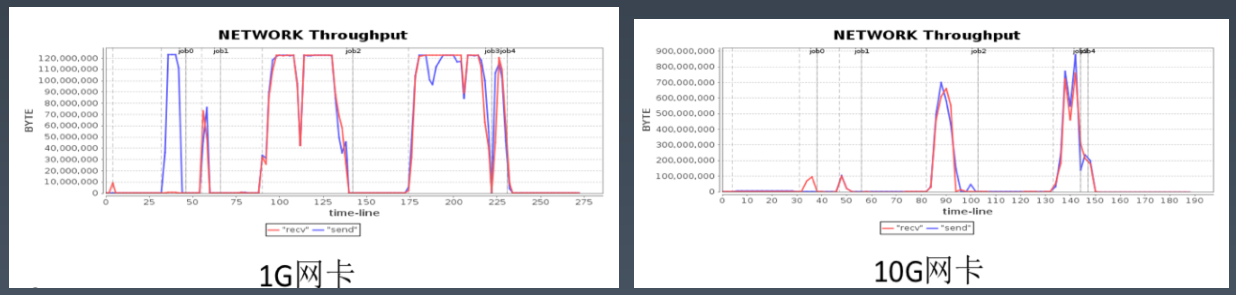 NETWORK Throughput
BYTE
120,000,000
110,000,000
100,000,000
90,000,000
80,000,000
70,000,000
60,000,000
50,000,000
40,000,000
30,000,000
20,000,000
10,000,000
0
job0 job1 job2 job3 job4
0 25 50 75 100 125 150 175 200 225 250 275
time-line
"recv" "send"
1G网卡
NETWORK Throughput
BYTE
900,000,000
800,000,000
700,000,000
600,000,000
500,000,000
400,000,000
300,000,000
200,000,000
100,000,000
0
job0 job1 job2
0 10 20 30 40 50 60 70 80 90 100 110 120 130 140 150 160 170 180 190
time-line
"recv" "send"
10G网卡